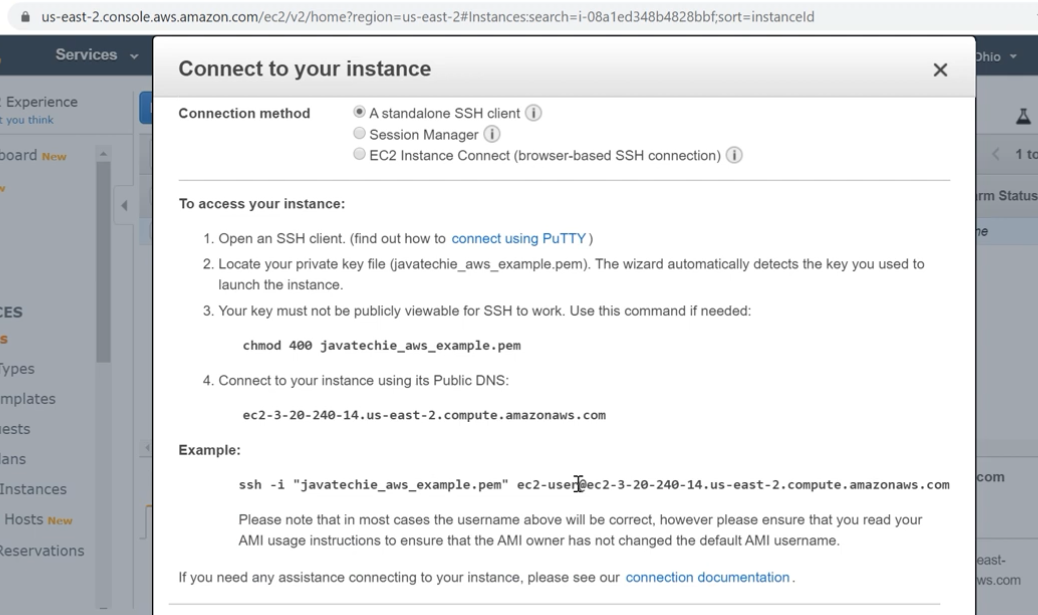 us-east-2.console.aws.amazon.com/ec2/v2/home?region=us-east-2#Instances:search=i-08a1ed348b4828bbf;sort=instanceId
Services
Ohio
Connect to your instance
Experience
t you think
Connection method
A standalone SSH client
Session Manager
EC2 Instance Connect (browser-based SSH connection)
board New
1 to
rm Status
To access your instance:
1. Open an SSH client. (find out how to connect using PuTTY )
2. Locate your private key file (javatechie_aws_example.pem). The wizard automatically detects the key you used to
launch the instance.
3. Your key must not be publicly viewable for SSH to work. Use this command if needed:
chmod 400 javatechie_aws_example.pem
4. Connect to your instance using its Public DNS:
ec2-3-20-240-14.us-east-2.compute.amazonaws.com
Example:
ssh -i "javatechie_aws_example.pem" ec2-user@ec2-3-20-240-14.us-east-2.compute.amazonaws.com
Please note that in most cases the username above will be correct, however please ensure that you read your
AMI usage instructions to ensure that the AMI owner has not changed the default AMI username.
If you need any assistance connecting to your instance, please see our connection documentation .
CES
s
Types
mplates
ests
lans
Instances
Hosts New
Reservations
com
east-
ws.com